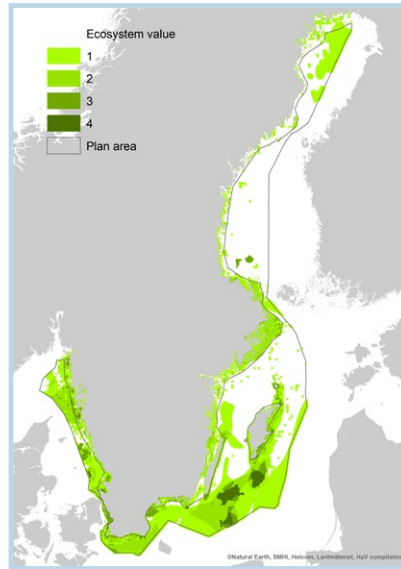 Ecosystem value
1
2
3
4
Plan area
©Natural Earth, SMHI, Helcom, Lantmäteriet, HaV compilation